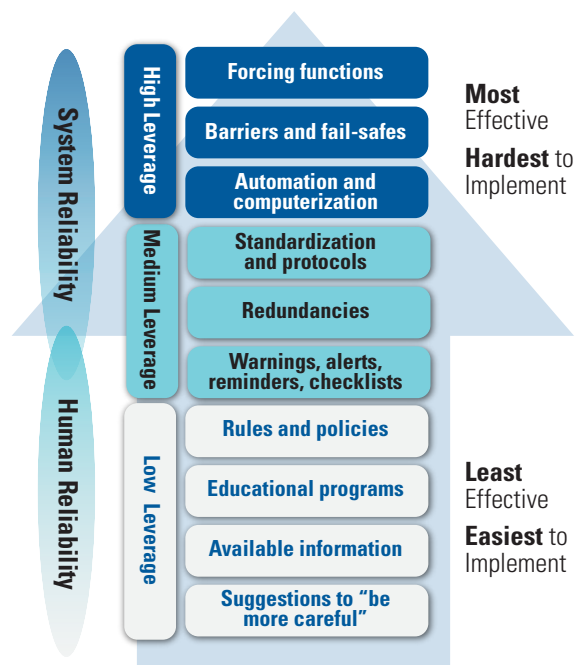 System Reliability
Human Reliability
High Leverage
Forcing functions
Barriers and fail-safes
Automation and
computerization
Medium Leverage
Standardization
and protocols
Redundancies
Warnings, alerts,
reminders, checklists
Low Leverage
Rules and policies
Educational programs
Available information
Suggestions to “be
more careful”
Most
Effective
Hardest to
Implement
Least
Effective
Easiest to
Implement